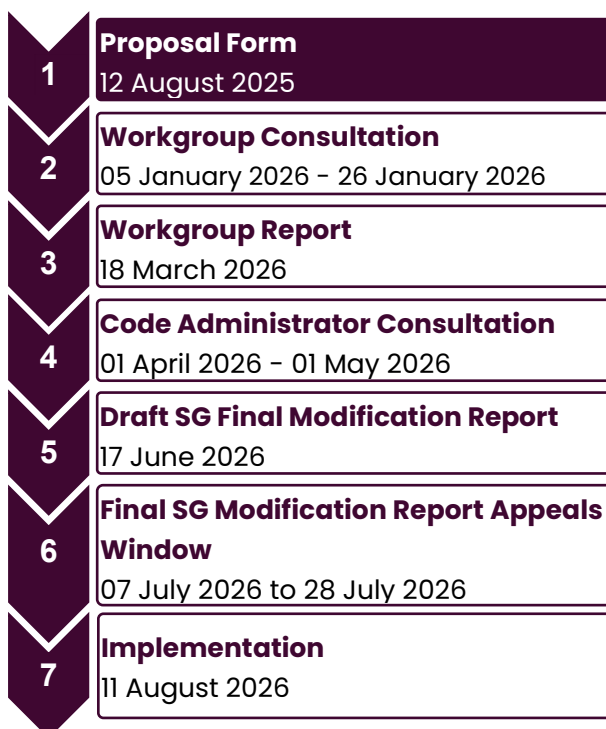 1
Proposal Form
12 August 2025
2
Workgroup Consultation
05 January 2026 - 26 January 2026
3
Workgroup Report
18 March 2026
4
Code Administrator Consultation
01 April 2026 - 01 May 2026
5
Draft SG Final Modification Report
17 June 2026
6
Final SG Modification Report Appeals
Window
07 July 2026 to 28 July 2026
7
Implementation
11 August 2026